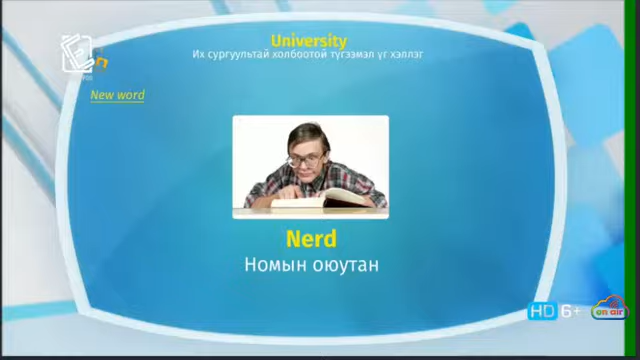 University
Их сургуультай холбоотой түгээмэл үг хэллэг
New word
Nerd
Номын оюутан
HD 6+ on air